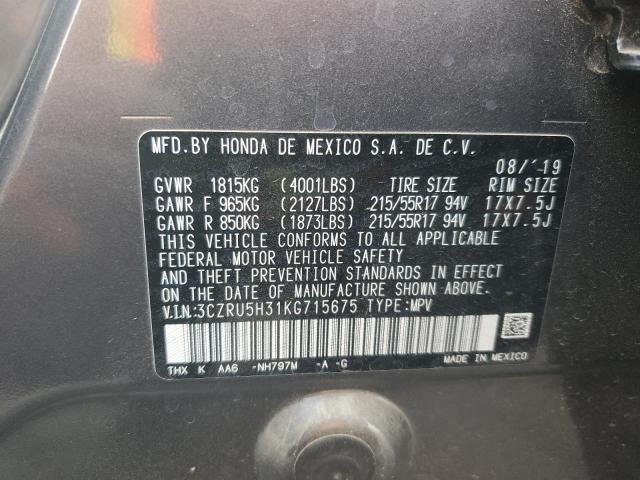 MFD. BY HONDA DE MEXICO S.A. DE C.V.
08/19
GVWR 1815KG (4001LBS) TIRE SIZE RIM SIZE
GAWR F 965KG (2127LBS) 215/55R17 94V 17X7.5J
GAWR R 850KG (1873LBS) 215/55R17 94V 17X7.5J
THIS VEHICLE CONFORMS TO ALL APPLICABLE
FEDERAL MOTOR VEHICLE SAFETY
AND THEFT PREVENTION STANDARDS IN EFFECT
ON THE DATE OF MANUFACTURE SHOWN ABOVE.
V.I.N:3CZRU5H31KG715675 TYPE:MPV
THX K AA6 -NH797M -A -G MADE IN MEXICO